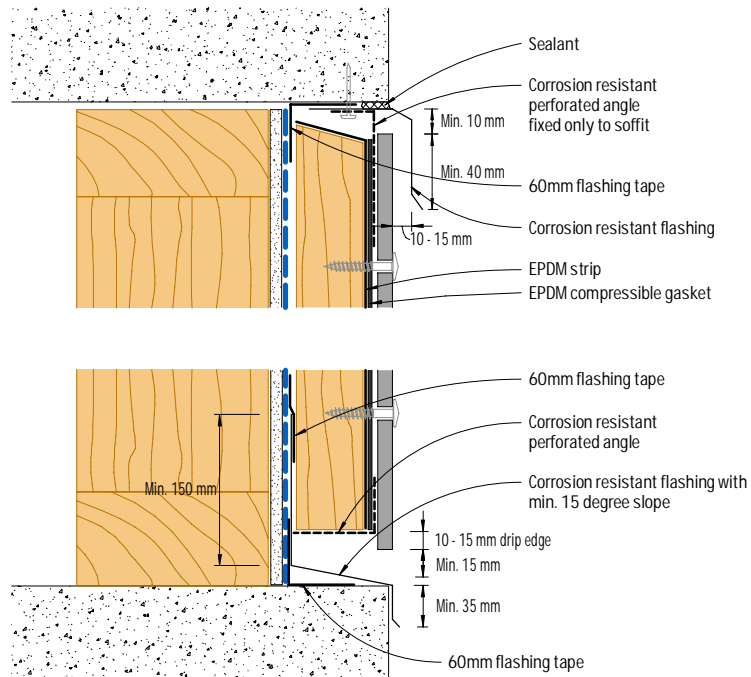 Sealant
Corrosion resistant
perforated angle
fixed only to soffit
Min. 10 mm
Min. 40 mm
60mm flashing tape
Corrosion resistant flashing
10 - 15 mm
EPDM strip
EPDM compressible gasket
60mm flashing tape
Corrosion resistant
perforated angle
Min. 150 mm
Corrosion resistant flashing with
min. 15 degree slope
10 - 15 mm drip edge
Min. 15 mm
Min. 35 mm
60mm flashing tape